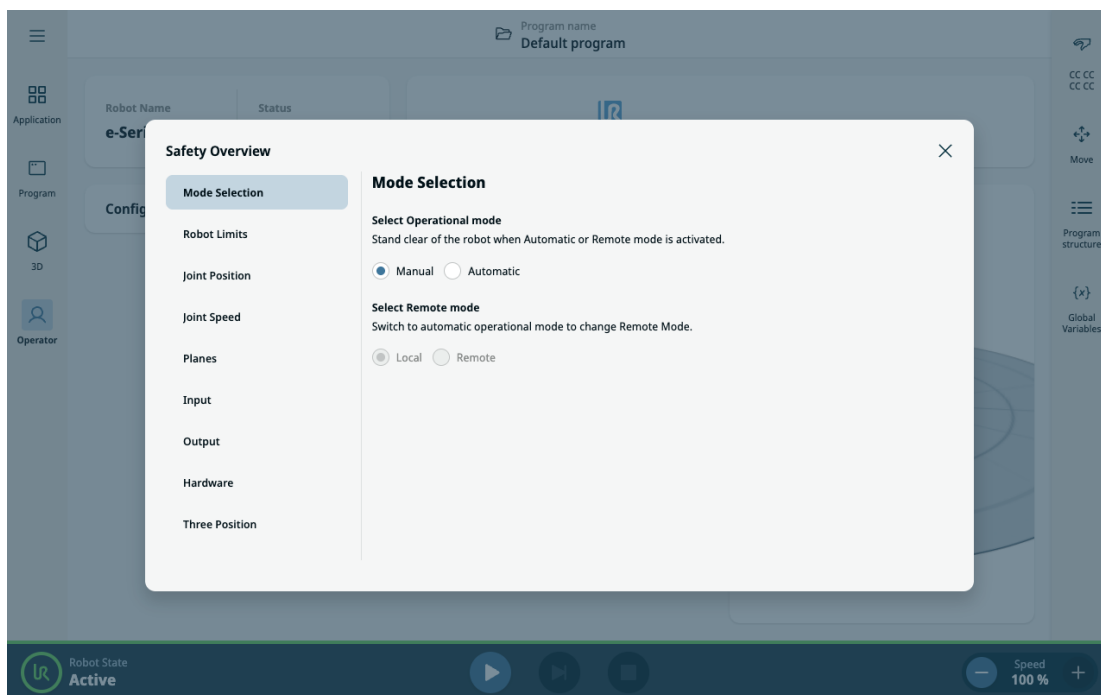 Program name
Default program
Application
Program
3D
Operator
Robot Name
Status
e-Seri
Config
Safety Overview
Mode Selection
Robot Limits
Joint Position
Joint Speed
Planes
Input
Output
Hardware
Three Position
Mode Selection
Select Operational mode
Stand clear of the robot when Automatic or Remote mode is activated.
Manual Automatic
Select Remote mode
Switch to automatic operational mode to change Remote Mode.
Local Remote
CC CC
CC CC
Move
Program
structure
{x}
Global
Variables
Robot State
Active
Speed
100 %